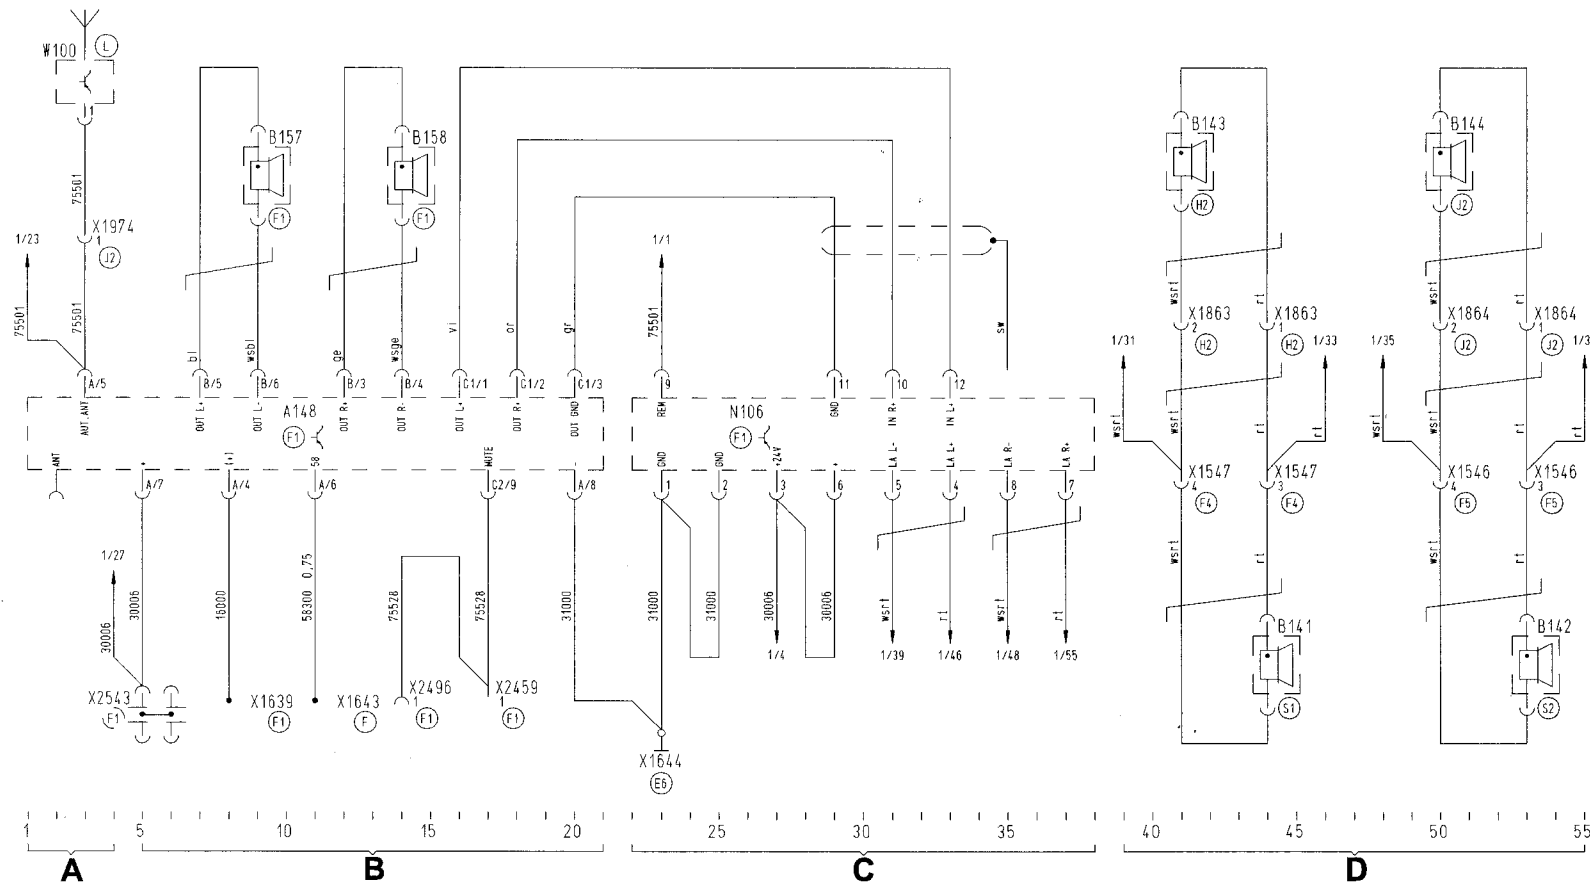 W100 L
1
75501
X1974
1
J2
1/23
75501
75501
A/5
B157
F1
bl
wsbl
B/5
B/6
B158
F1
ge
wsge
B/3
B/4
vi
or
gr
C1/1
C1/2
C1/3
1/1
75501
9
11
10
12
sw
AUT.ANT
OUT L+
OUT L-
A148
F1
OUT R+
OUT R-
OUT L+
OUT R+
OUT GND
REM
N106
F1
GND
IN R+
IN L+
ANT
+
(+)
58
MUTE
-
GND
GND
+24V
+
LA L-
LA L+
LA R-
LA R+
A/7
A/4
A/6
C2/9
A/8
1
2
3
6
5
4
8
7
1/27
30006
30006
16000
58300 0,75
75528
75528
31000
31000
31000
30006
30006
wsrt
rt
wsrt
rt
1/4
1/39
1/46
1/48
1/55
X2543
F1
X1639
F1
X1643
F
X2496
1
F1
X2459
1
F1
X1644
E6
B143
H2
wsrt
rt
X1863
2
H2
X1863
1
H2
1/31
1/33
wsrt
wsrt
rt
rt
X1547
4
F4
X1547
3
F4
wsrt
rt
B141
S1
B144
J2
wsrt
rt
X1864
2
J2
X1864
1
J2
1/35
1/3
wsrt
wsrt
rt
rt
X1546
4
F5
X1546
3
F5
wsrt
rt
B142
S2
1 5 10 15 20 25 30 35 40 45 50 55
A B C D